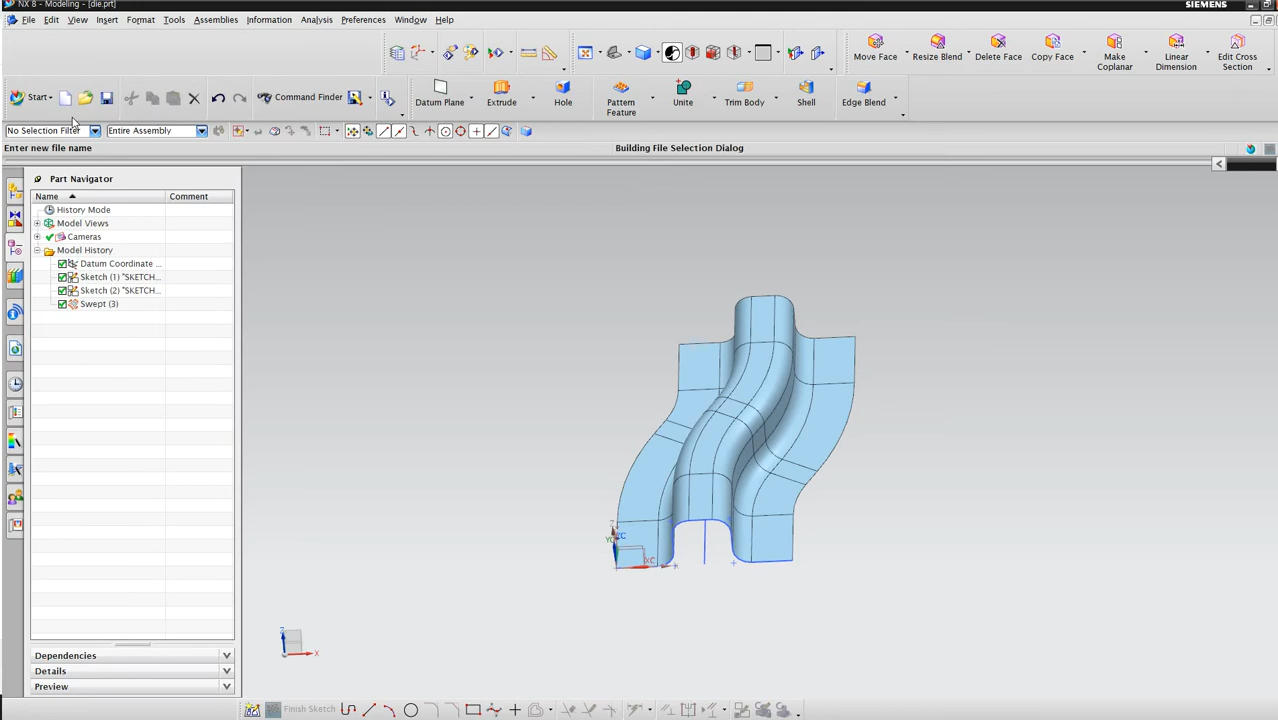 NX 8 - Modeling - [die.prt]
SIEMENS
File Edit View Insert Format Tools Assemblies Information Analysis Preferences Window Help
Move Face
Resize Blend
Delete Face
Copy Face
Make Coplanar
Linear Dimension
Edit Cross Section
Start
Command Finder
Datum Plane
Extrude
Hole
Pattern Feature
Unite
Trim Body
Shell
Edge Blend
No Selection Filter
Entire Assembly
Enter new file name
Building File Selection Dialog
Part Navigator
Name Comment
History Mode
Model Views
Cameras
Model History
Datum Coordinate ...
Sketch (1) "SKETCH...
Sketch (2) "SKETCH...
Swept (3)
Z
ZC
YC
XC
Z
X
Dependencies
Details
Preview
Finish Sketch